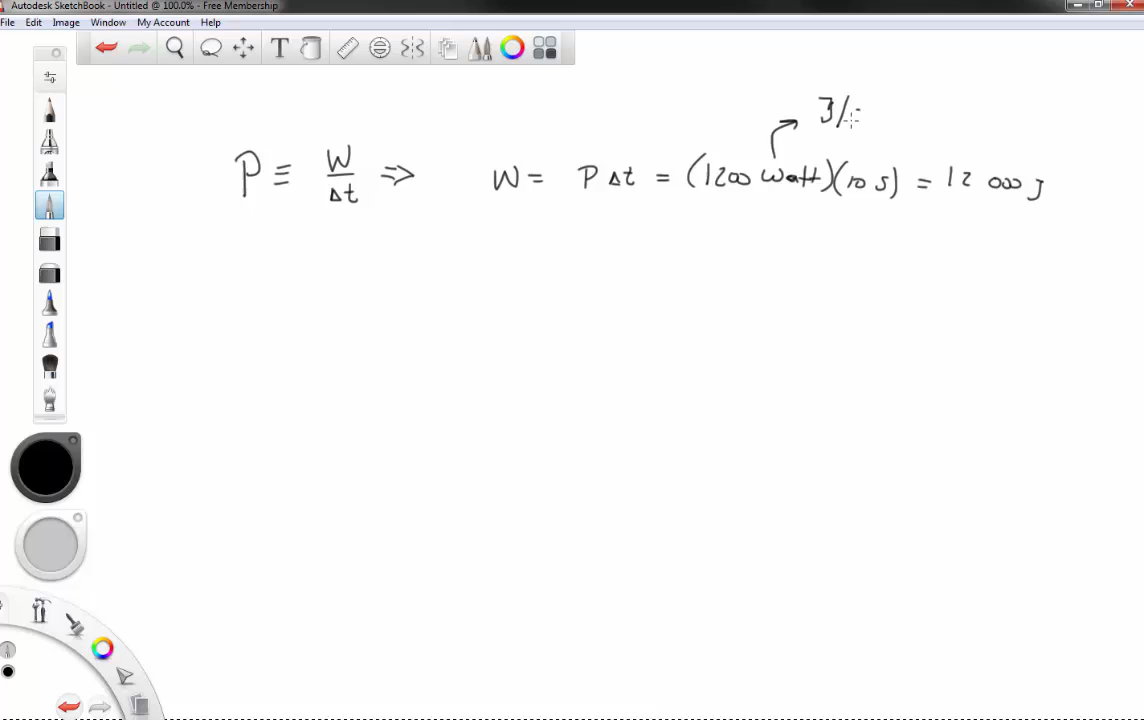 Autodesk SketchBook - Untitled @ 100.0% - Free Membership
File Edit Image Window My Account Help
J/
P ≡ W/Δt ⇒ W = P Δt = (1200 watt)(10 s) = 12 000 J